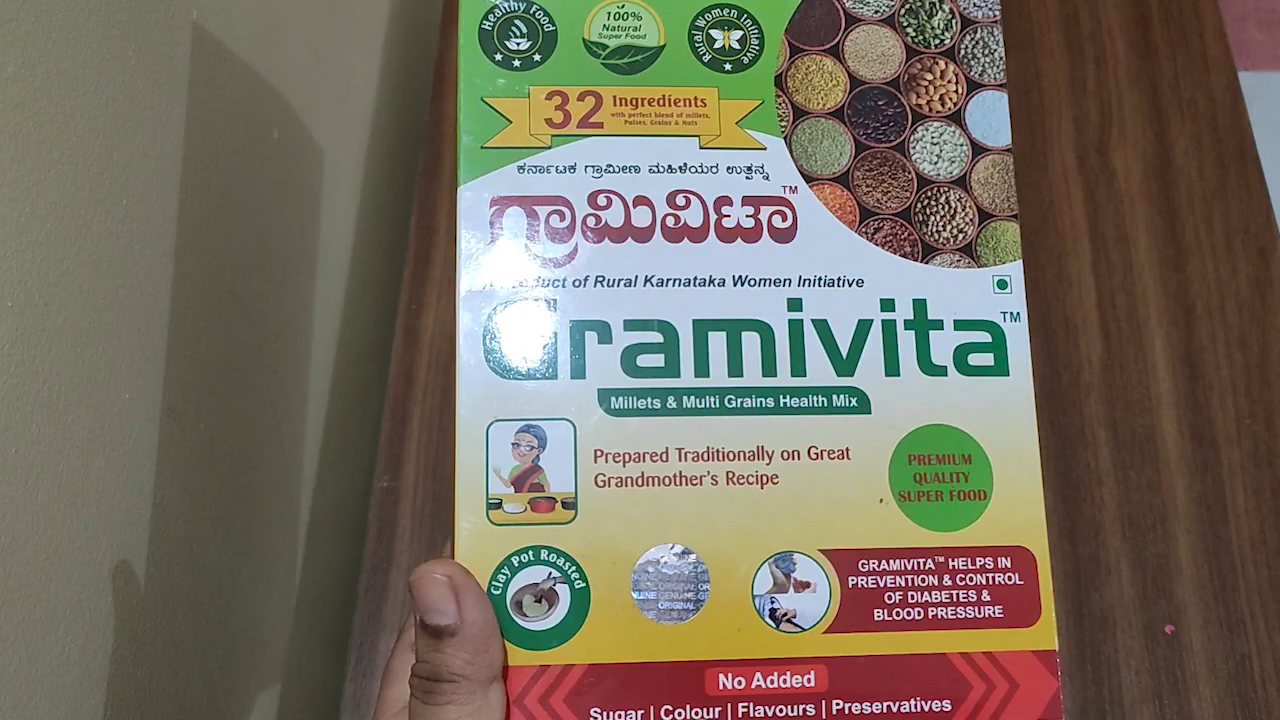 Healthy Food
100%
Natural
Super Food
Rural Women Initiative
32 Ingredients
with perfect blend of millets,
Pulses, Grains & Nuts
ಕರ್ನಾಟಕ ಗ್ರಾಮೀಣ ಮಹಿಳೆಯರ ಉತ್ಪನ್ನ
ಗ್ರಾಮಿವಿಟಾ TM
of Rural Karnataka Women Initiative
Gramivita TM
Millets & Multi Grains Health Mix
Prepared Traditionally on Great
Grandmother's Recipe
PREMIUM
QUALITY
SUPER FOOD
Clay Pot Roasted
GENUINE
ORIGINAL
GRAMIVITA™ HELPS IN
PREVENTION & CONTROL
OF DIABETES &
BLOOD PRESSURE
No Added
Sugar | Colour | Flavours | Preservatives